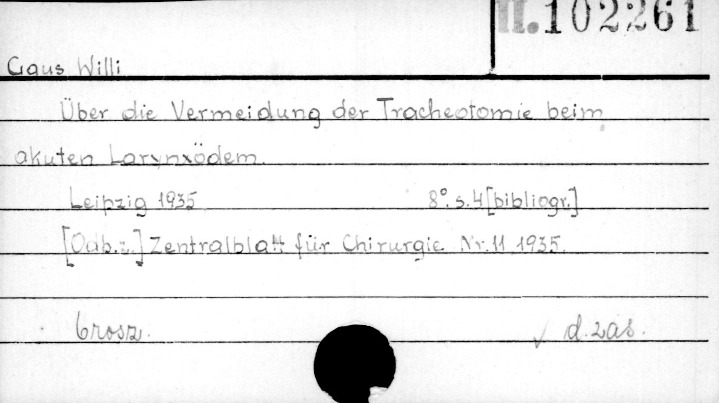 II.102261
Gaus Willi
Über die Vermeidung der Tracheotomie beim
akuten Larynxödem.
Leipzig 1935 8°. s. 4 [bibliogr.]
[Odb.z.] Zentralblatt für Chirurgie Nr. 11, 1935.
brosz. √ d. zas.